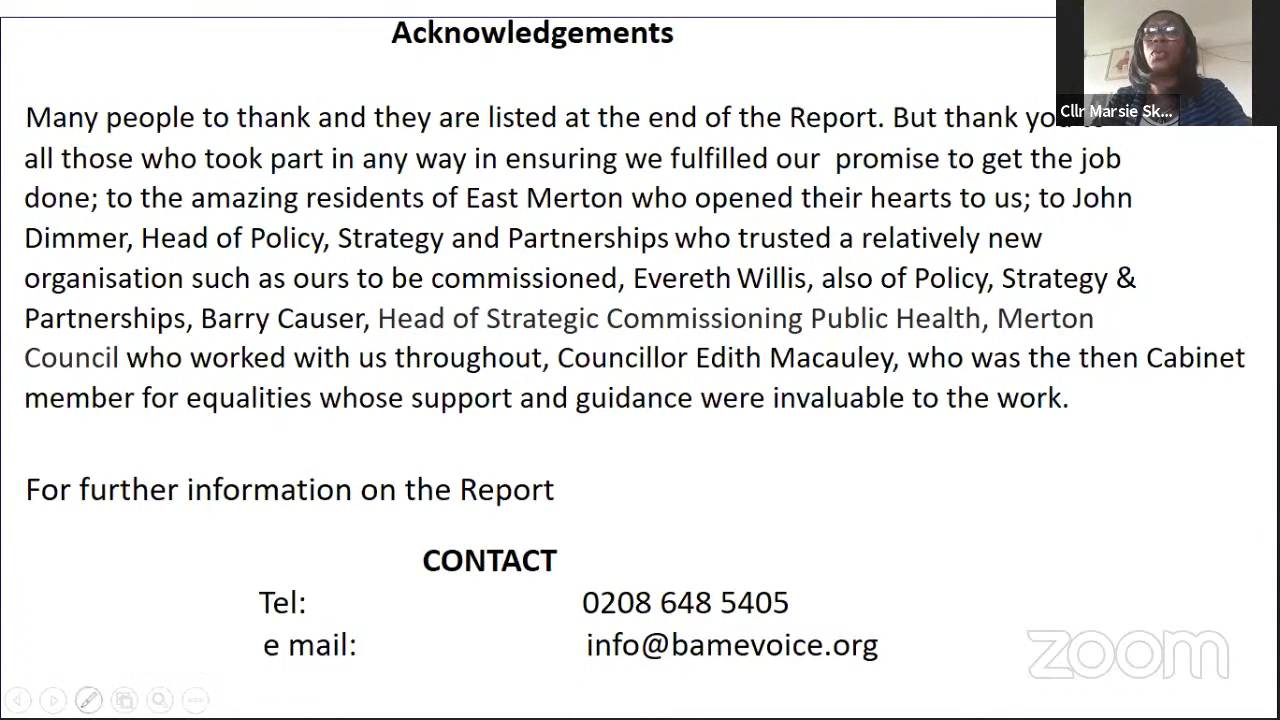 Acknowledgements
Cllr Marsie Sk...
Many people to thank and they are listed at the end of the Report. But thank you
all those who took part in any way in ensuring we fulfilled our promise to get the job
done; to the amazing residents of East Merton who opened their hearts to us; to John
Dimmer, Head of Policy, Strategy and Partnerships who trusted a relatively new
organisation such as ours to be commissioned, Evereth Willis, also of Policy, Strategy &
Partnerships, Barry Causer, Head of Strategic Commissioning Public Health, Merton
Council who worked with us throughout, Councillor Edith Macauley, who was the then Cabinet
member for equalities whose support and guidance were invaluable to the work.
For further information on the Report
CONTACT
Tel: 0208 648 5405
e mail: info@bamevoice.org
zoom